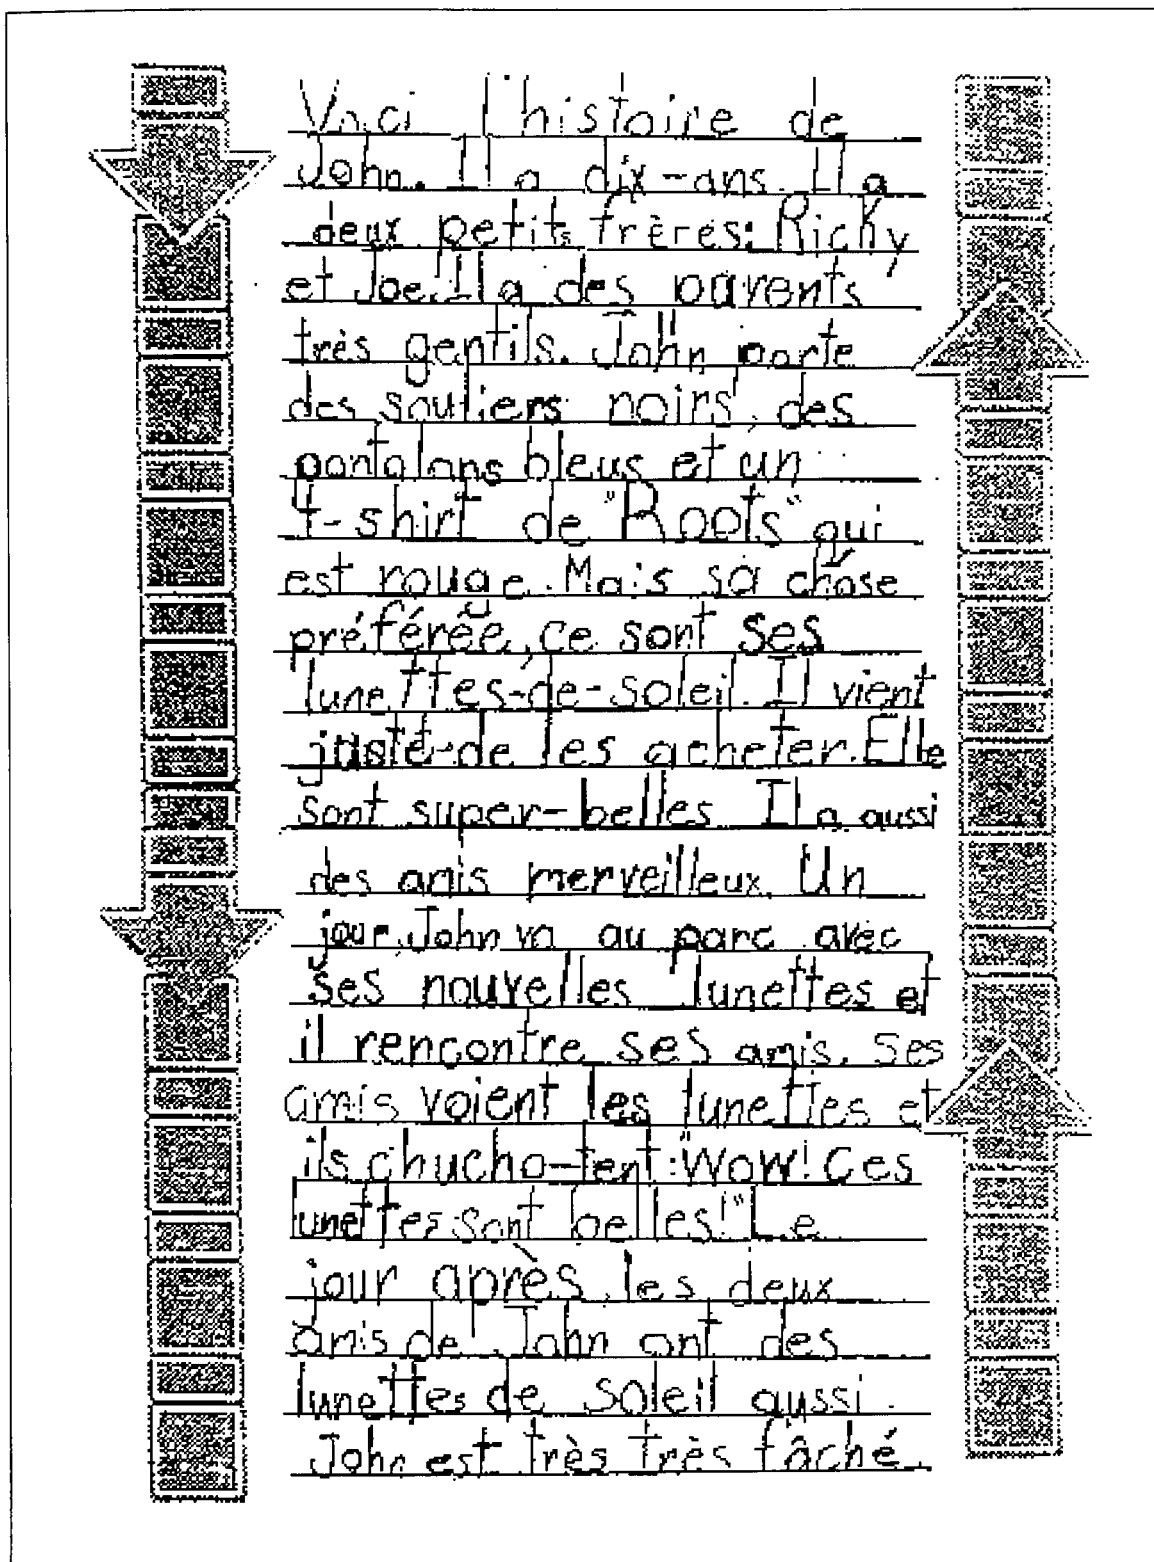 Voici l'histoire de
John. Il a dix-ans. Il a
deux petits frères: Ricky
et Joe. Il a des parents
très gentils. John porte
des souliers noirs, des
pantalons bleus et un
T-shirt de "Roots" qui
est rouge. Mais sa chose
préférée, ce sont ses
lunettes-de-soleil. Il vient
juste-de les acheter. Elle
sont super-belles. Il a aussi
des amis merveilleux. Un
jour, John va au parc avec
ses nouvelles lunettes et
il rencontre ses amis. Ses
amis voient les lunettes et
ils chucho-tent: "Wow! Ces
lunettes sont belles!" Le
jour après, les deux
amis de John ont des
lunettes de soleil aussi.
John est très très fâché.